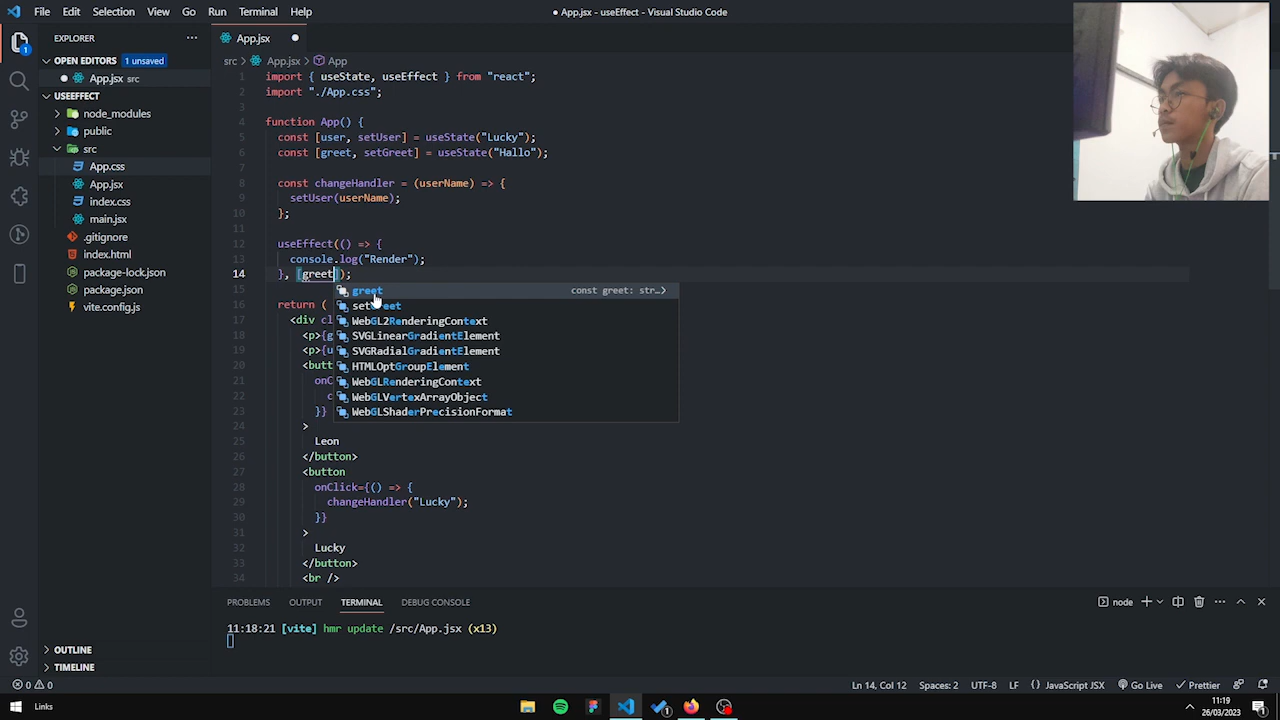 File Edit Selection View Go Run Terminal Help
● App.jsx - useEffect - Visual Studio Code
EXPLORER
OPEN EDITORS 1 unsaved
App.jsx src
USEEFFECT
node_modules
public
src
App.css
App.jsx
index.css
main.jsx
.gitignore
index.html
package-lock.json
package.json
vite.config.js
OUTLINE
TIMELINE
App.jsx
src > App.jsx > App
1 import { useState, useEffect } from "react";
2 import "./App.css";
3
4 function App() {
5 const [user, setUser] = useState("Lucky");
6 const [greet, setGreet] = useState("Hallo");
7
8 const changeHandler = (userName) => {
9 setUser(userName);
10 };
11
12 useEffect(() => {
13 console.log("Render");
14 }, [greet]);
15
16 return (
17 <div cl
18 <p>{g
19 <p>{u
20 <butt
21 onC
22 c
23 }}
24 >
25 Leon
26 </button>
27 <button
28 onClick={() => {
29 changeHandler("Lucky");
30 }}
31 >
32 Lucky
33 </button>
34 <br />
greet const greet: str…
setGreet
WebGL2RenderingContext
SVGLinearGradientElement
SVGRadialGradientElement
HTMLOptGroupElement
WebGLRenderingContext
WebGLVertexArrayObject
WebGLShaderPrecisionFormat
PROBLEMS OUTPUT TERMINAL DEBUG CONSOLE
node
11:18:21 [vite] hmr update /src/App.jsx (x13)
0 0
Ln 14, Col 12 Spaces: 2 UTF-8 LF {} JavaScript JSX Go Live Prettier
Links
11:19
26/03/2023